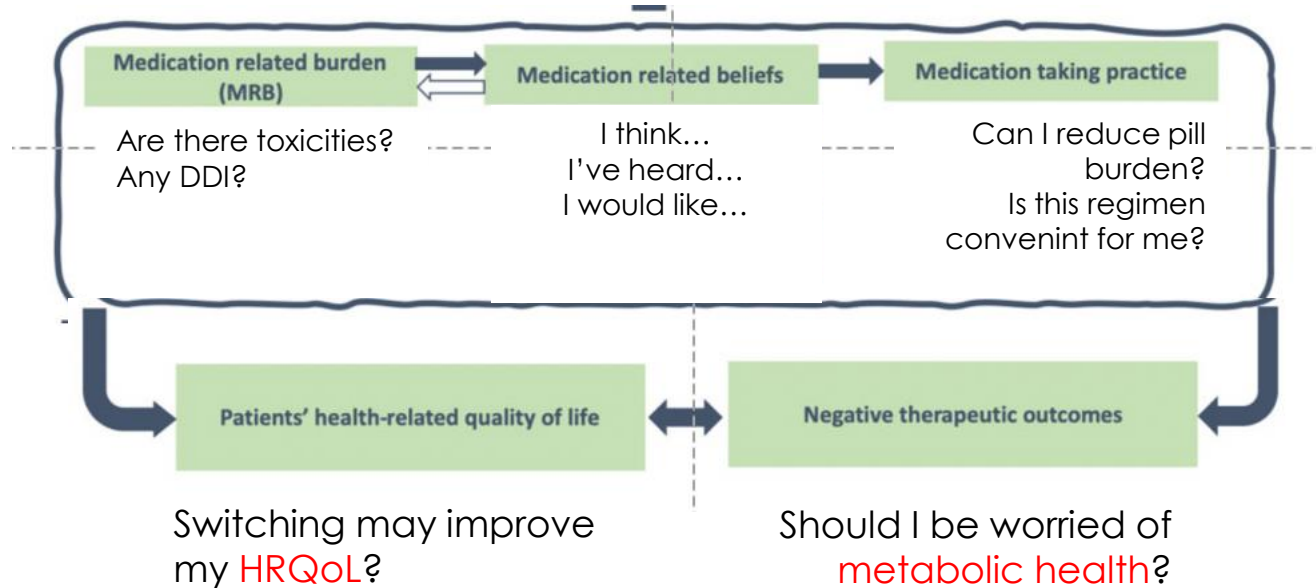 Medication related burden
(MRB)
Medication related beliefs
Medication taking practice
Are there toxicities?
Any DDI?
I think...
I've heard...
I would like...
Can I reduce pill
burden?
Is this regimen
convenint for me?
Patients' health-related quality of life
Negative therapeutic outcomes
Switching may improve
my HRQoL?
Should I be worried of
metabolic health?